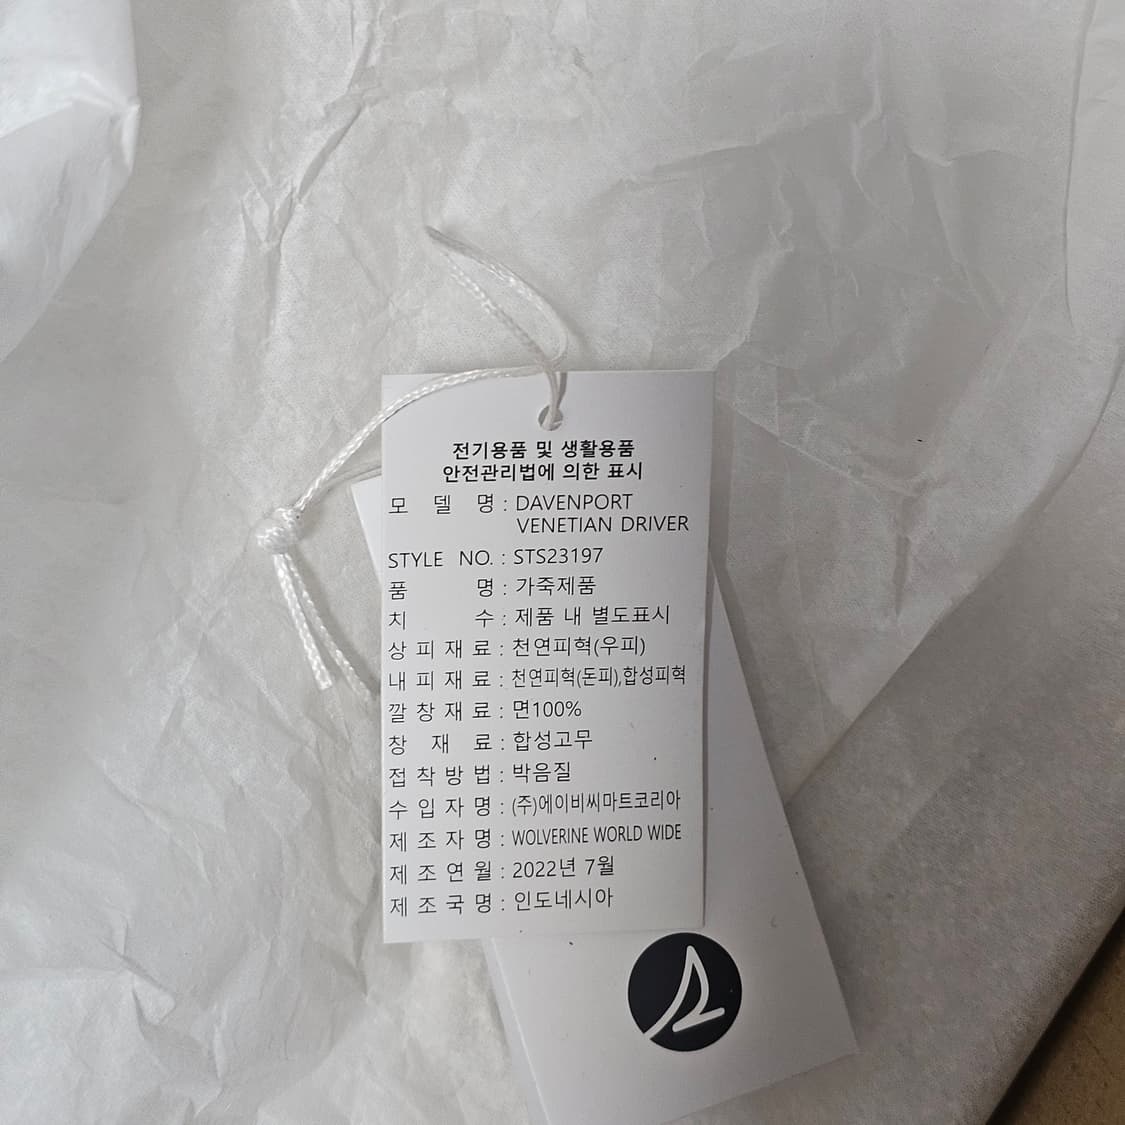 전기용품 및 생활용품
안전관리법에 의한 표시
모 델 명 : DAVENPORT
VENETIAN DRIVER
STYLE NO. : STS23197
품 명 : 가죽제품
치 수 : 제품 내 별도표시
상 피 재 료 : 천연피혁(우피)
내 피 재 료 : 천연피혁(돈피),합성피혁
깔 창 재 료 : 면100%
창 재 료 : 합성고무
접 착 방 법 : 박음질
수 입 자 명 : (주)에이비씨마트코리아
제 조 자 명 : WOLVERINE WORLD WIDE
제 조 연 월 : 2022년 7월
제 조 국 명 : 인도네시아